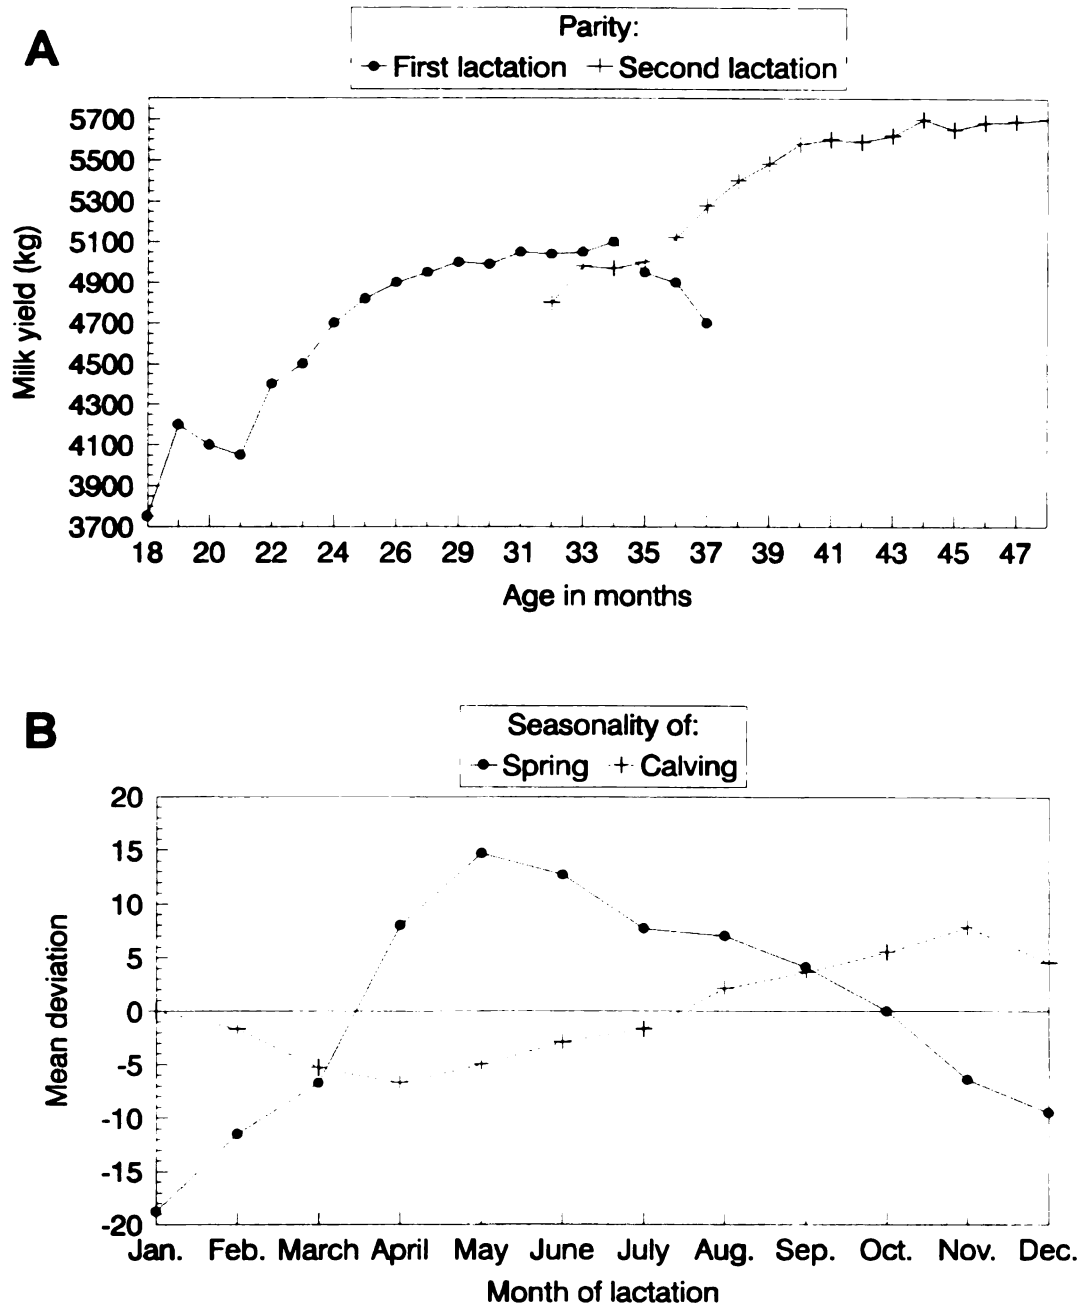 A
Parity:
First lactation Second lactation
5700
5500
5300
5100
4900
4700
4500
4300
4100
3900
3700
Milk yield (kg)
18 20 22 24 26 29 31 33 35 37 39 41 43 45 47
Age in months
B
Seasonality of:
Spring Calving
20
15
10
5
0
-5
-10
-15
-20
Mean deviation
Jan. Feb. March April May June July Aug. Sep. Oct. Nov. Dec.
Month of lactation